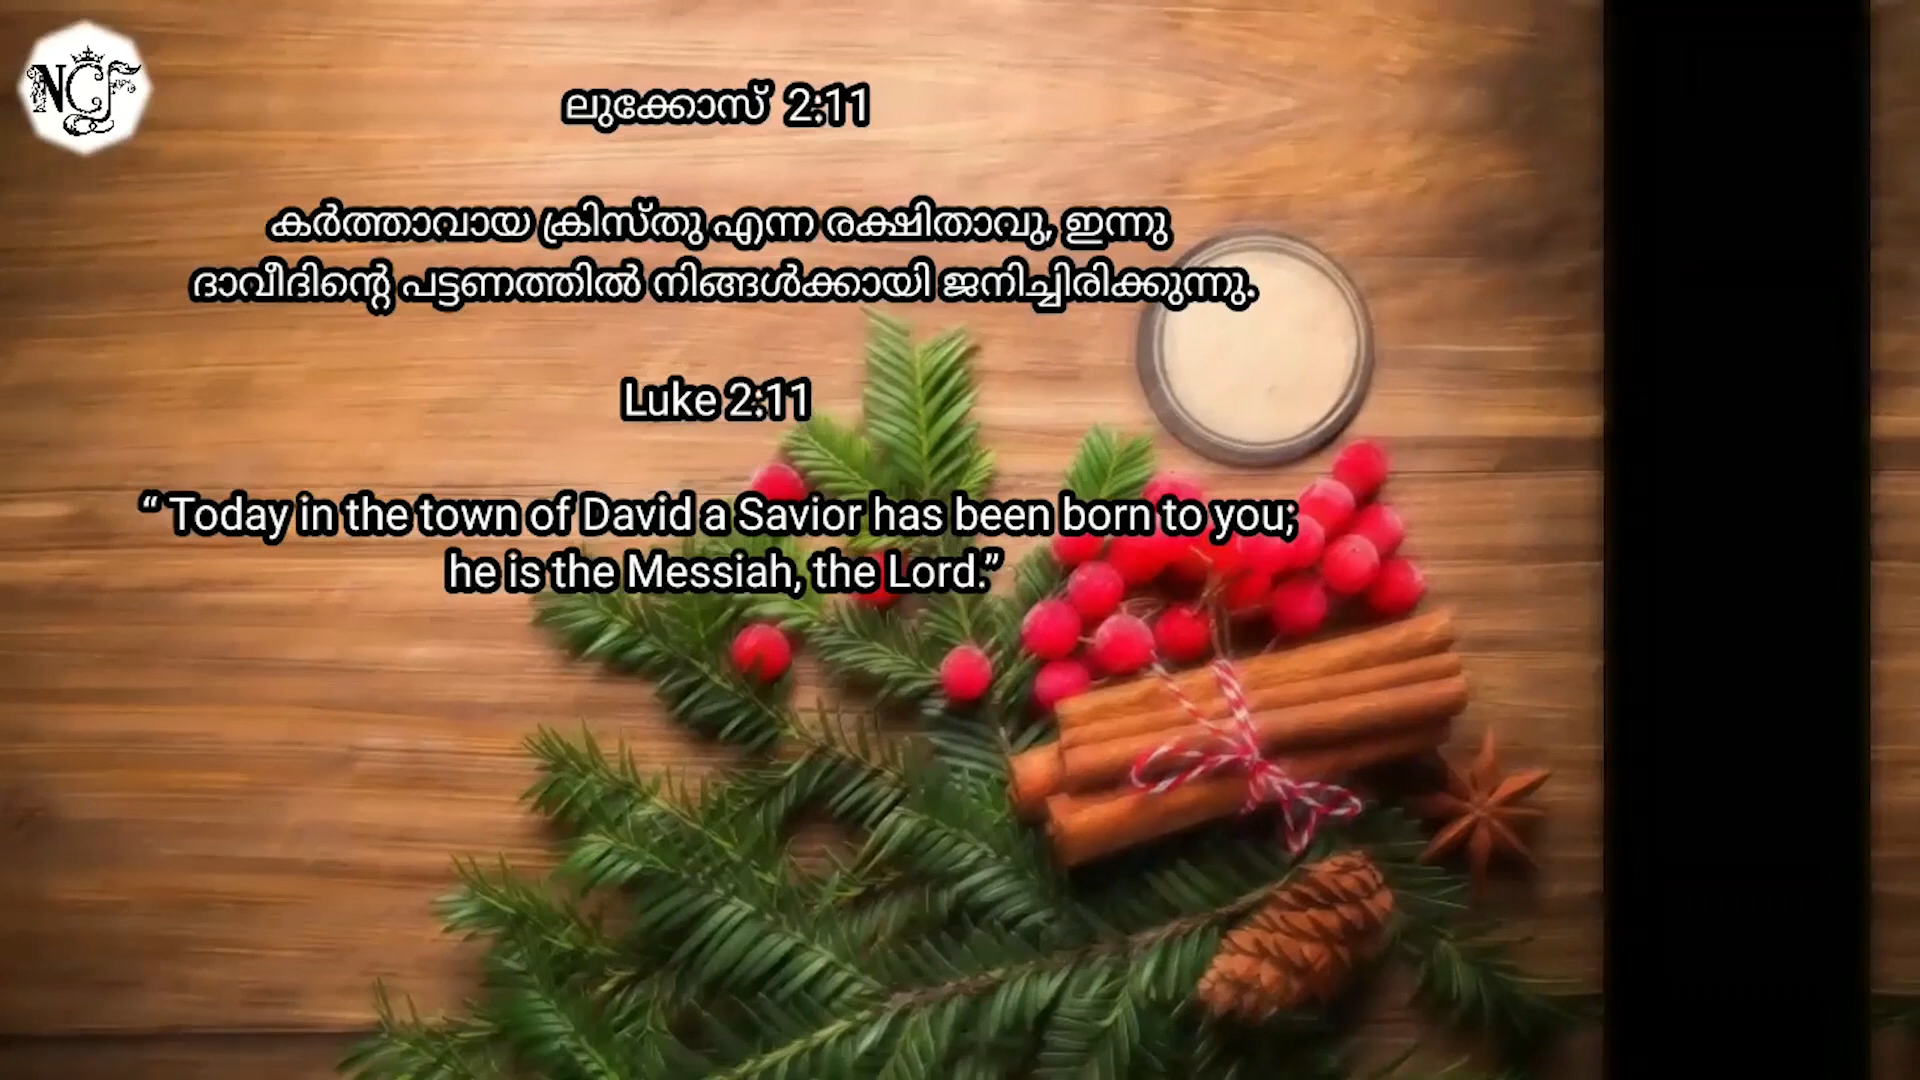 NCF
ലുക്കോസ് 2:11
കർത്താവായ ക്രിസ്തു എന്ന രക്ഷിതാവു, ഇന്നു
ദാവീദിന്റെ പട്ടണത്തിൽ നിങ്ങൾക്കായി ജനിച്ചിരിക്കുന്നു.
Luke 2:11
“ Today in the town of David a Savior has been born to you;
he is the Messiah, the Lord.”